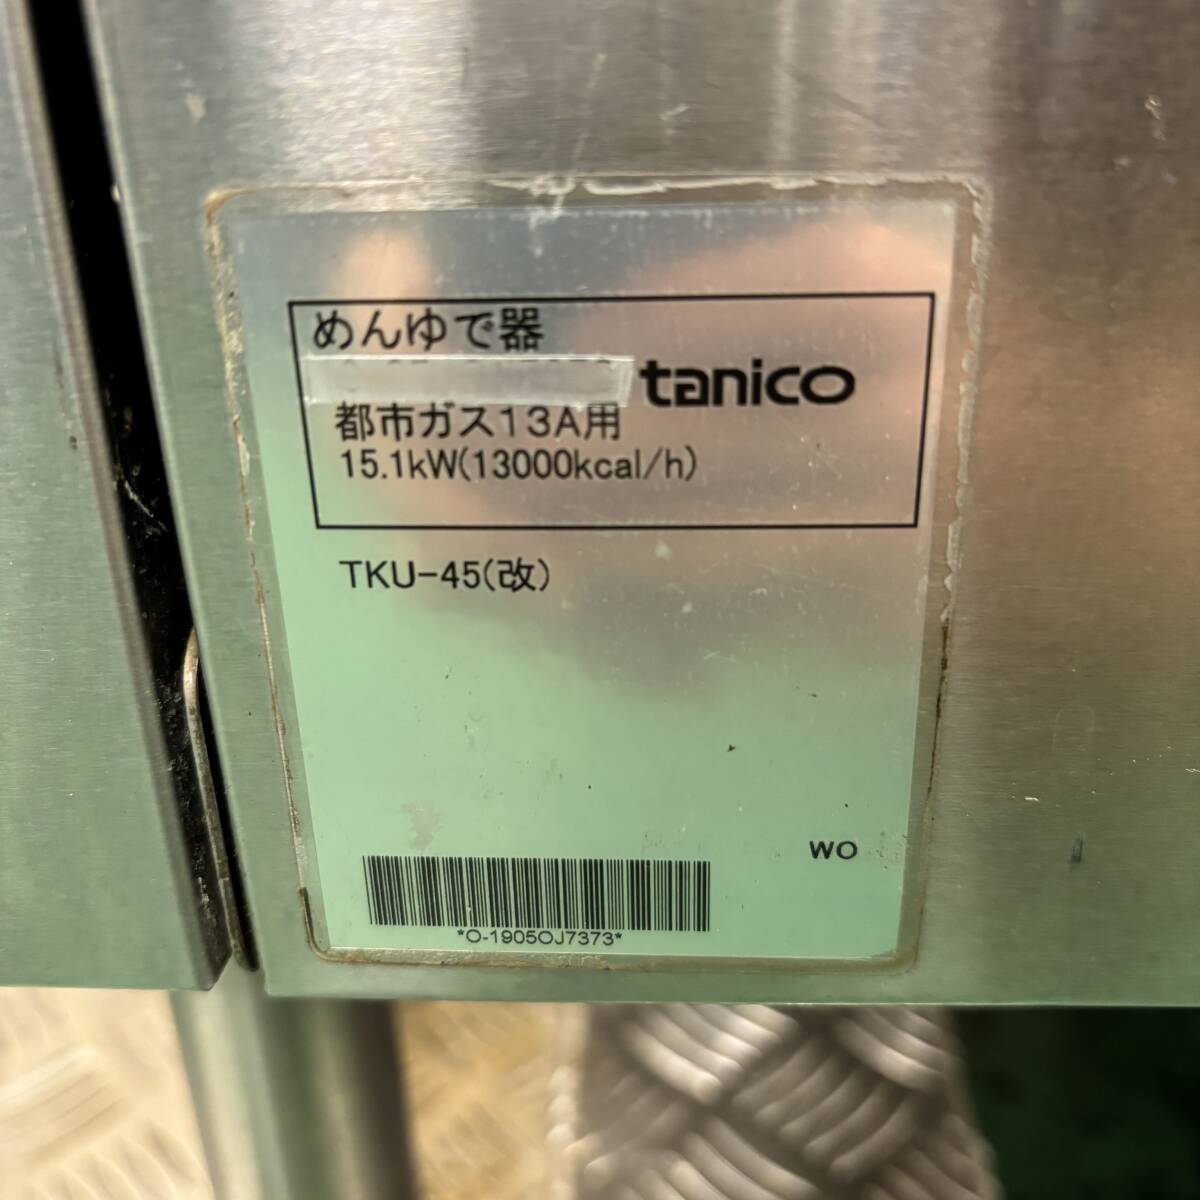 めんゆで器
tanico
都市ガス13A用
15.1kW(13000kcal/h)
TKU-45(改)
WO
*O-1905OJ7373*